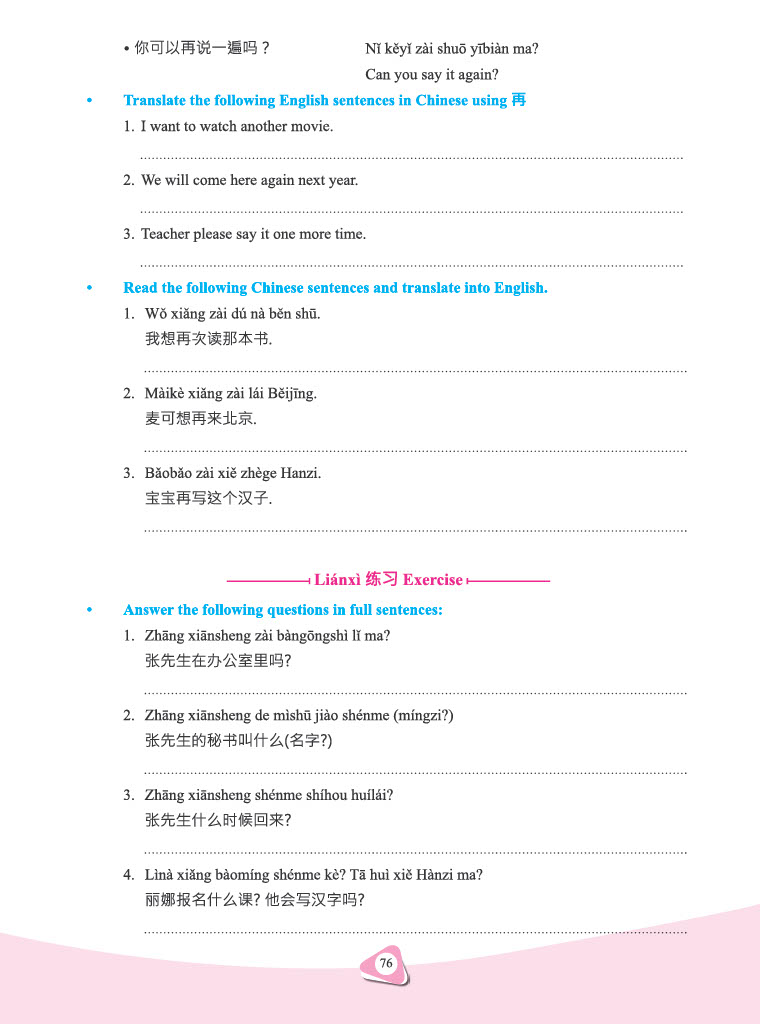 • 你可以再说一遍吗？ Nǐ kěyǐ zài shuō yībiàn ma?
Can you say it again?
• Translate the following English sentences in Chinese using 再
1. I want to watch another movie.
2. We will come here again next year.
3. Teacher please say it one more time.
• Read the following Chinese sentences and translate into English.
1. Wǒ xiǎng zài dú nà běn shū.
我想再次读那本书.
2. Màikè xiǎng zài lái Běijīng.
麦可想再来北京.
3. Bǎobǎo zài xiě zhège Hanzi.
宝宝再写这个汉子.
Liánxì 练习 Exercise
• Answer the following questions in full sentences:
1. Zhāng xiānsheng zài bàngōngshì lǐ ma?
张先生在办公室里吗?
2. Zhāng xiānsheng de mìshū jiào shénme (míngzi?)
张先生的秘书叫什么(名字?)
3. Zhāng xiānsheng shénme shíhou huílái?
张先生什么时候回来?
4. Lìnà xiǎng bàomíng shénme kè? Tā huì xiě Hànzi ma?
丽娜报名什么课? 他会写汉字吗?
76